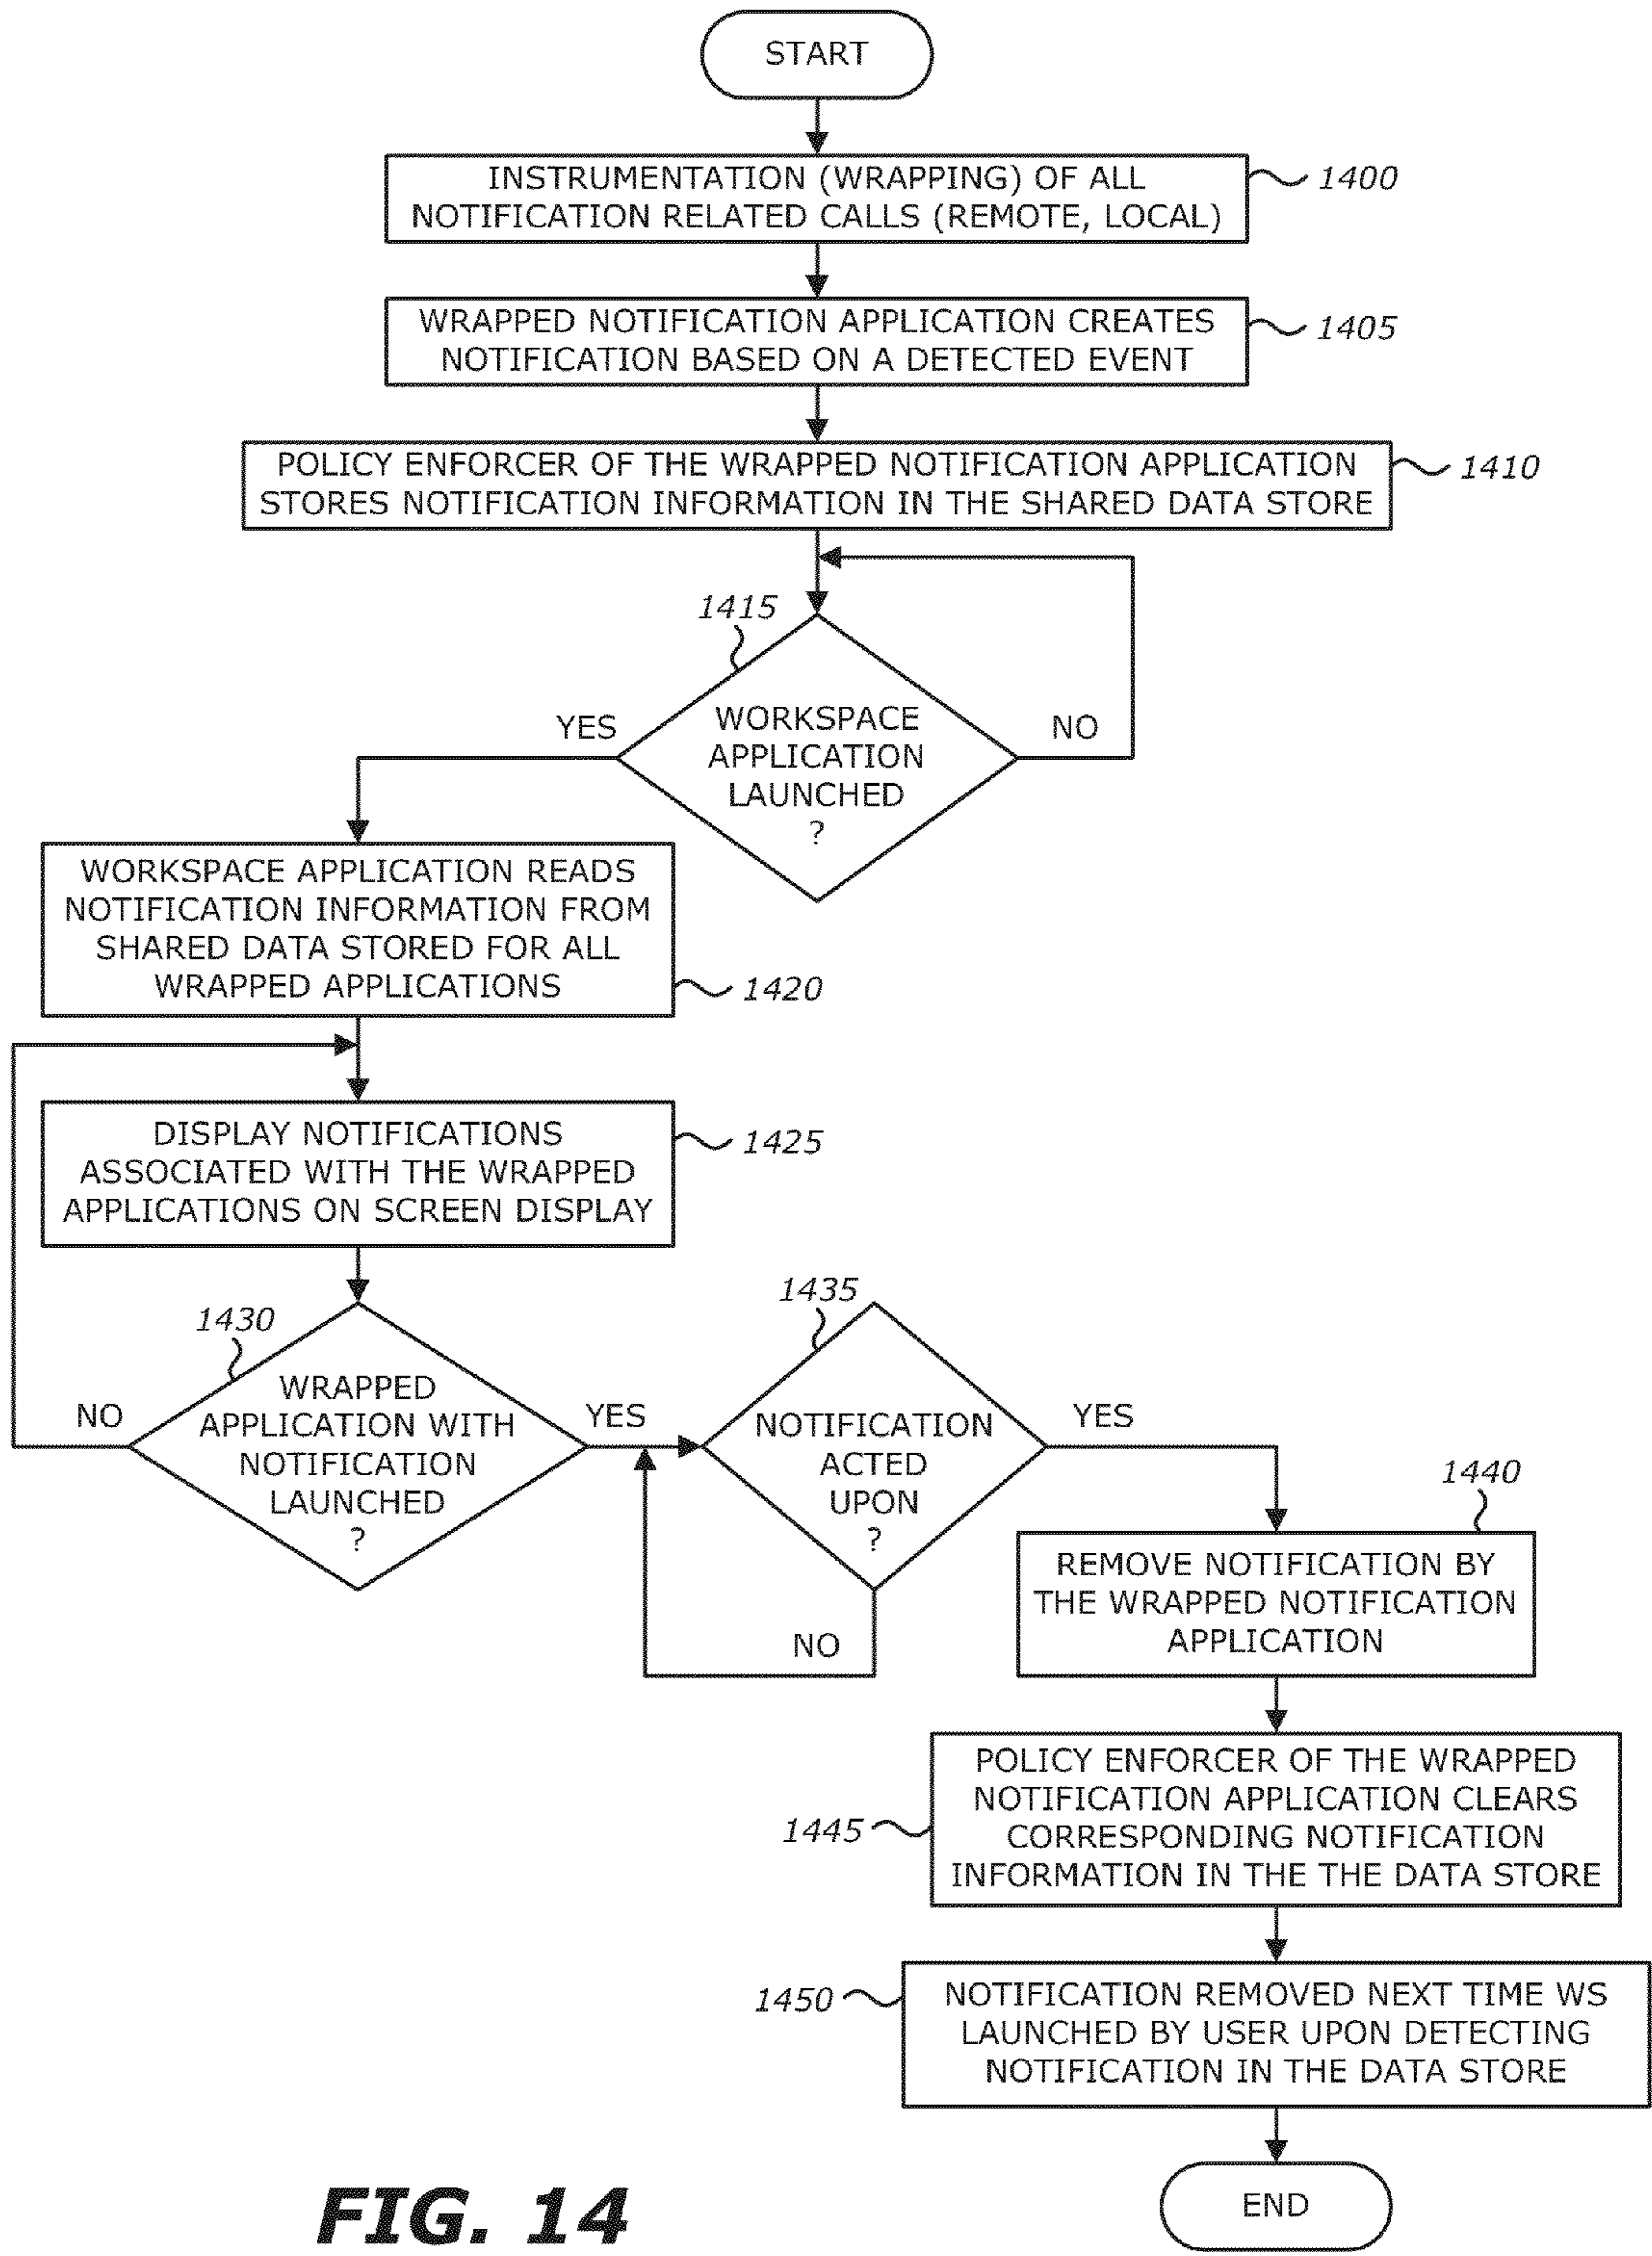 START
INSTRUMENTATION (WRAPPING) OF ALL
NOTIFICATION RELATED CALLS (REMOTE, LOCAL)
1400
WRAPPED NOTIFICATION APPLICATION CREATES
NOTIFICATION BASED ON A DETECTED EVENT
1405
POLICY ENFORCER OF THE WRAPPED NOTIFICATION APPLICATION
STORES NOTIFICATION INFORMATION IN THE SHARED DATA STORE
1410
1415
WORKSPACE
APPLICATION
LAUNCHED
?
YES
NO
WORKSPACE APPLICATION READS
NOTIFICATION INFORMATION FROM
SHARED DATA STORED FOR ALL
WRAPPED APPLICATIONS
1420
DISPLAY NOTIFICATIONS
ASSOCIATED WITH THE WRAPPED
APPLICATIONS ON SCREEN DISPLAY
1425
1430
WRAPPED
APPLICATION WITH
NOTIFICATION
LAUNCHED
?
NO
YES
1435
NOTIFICATION
ACTED
UPON
?
YES
NO
1440
REMOVE NOTIFICATION BY
THE WRAPPED NOTIFICATION
APPLICATION
POLICY ENFORCER OF THE WRAPPED
NOTIFICATION APPLICATION CLEARS
CORRESPONDING NOTIFICATION
INFORMATION IN THE THE DATA STORE
1445
NOTIFICATION REMOVED NEXT TIME WS
LAUNCHED BY USER UPON DETECTING
NOTIFICATION IN THE DATA STORE
1450
END
FIG. 14